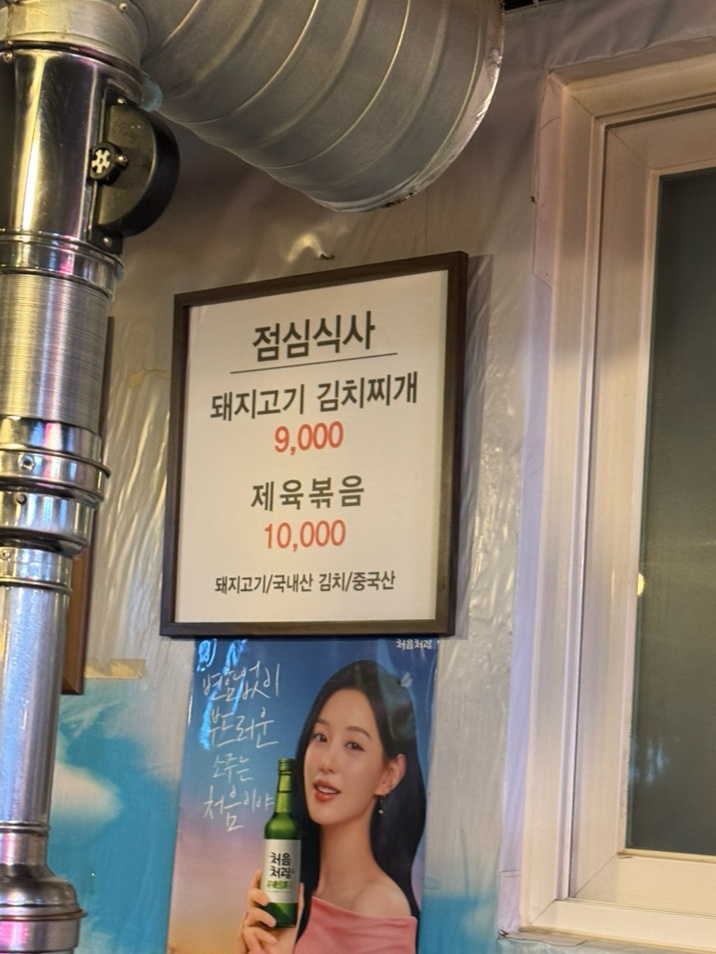 점심식사
돼지고기 김치찌개
9,000
제육볶음
10,000
돼지고기/국내산 김치/중국산
처음처럼
변함없이
부드러운
소주는
처음이야
처음
처럼